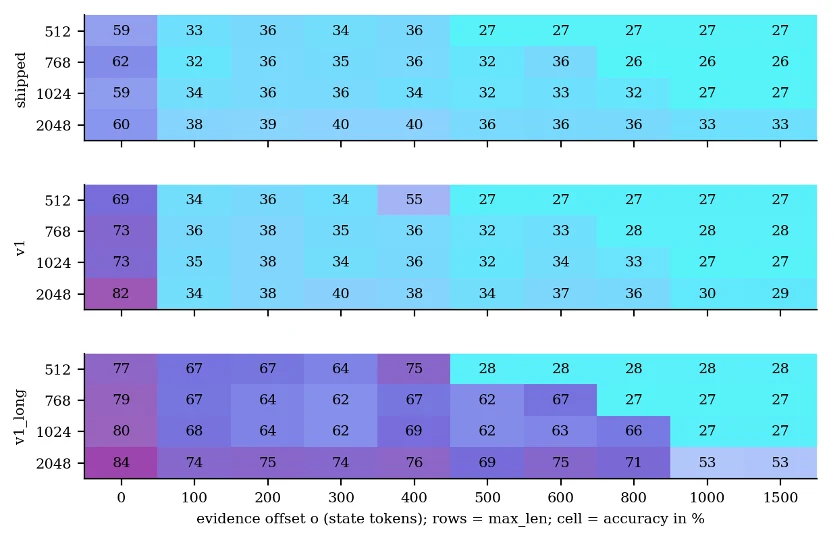 shipped
512 59 33 36 34 36 27 27 27 27 27
768 62 32 36 35 36 32 36 26 26 26
1024 59 34 36 36 34 32 33 32 27 27
2048 60 38 39 40 40 36 36 36 33 33
v1
512 69 34 36 34 55 27 27 27 27 27
768 73 36 38 35 36 32 33 28 28 28
1024 73 35 38 34 36 32 34 33 27 27
2048 82 34 38 40 38 34 37 36 30 29
v1_long
512 77 67 67 64 75 28 28 28 28 28
768 79 67 64 62 67 62 67 27 27 27
1024 80 68 64 62 69 62 63 66 27 27
2048 84 74 75 74 76 69 75 71 53 53
0 100 200 300 400 500 600 800 1000 1500
evidence offset o (state tokens); rows = max_len; cell = accuracy in %